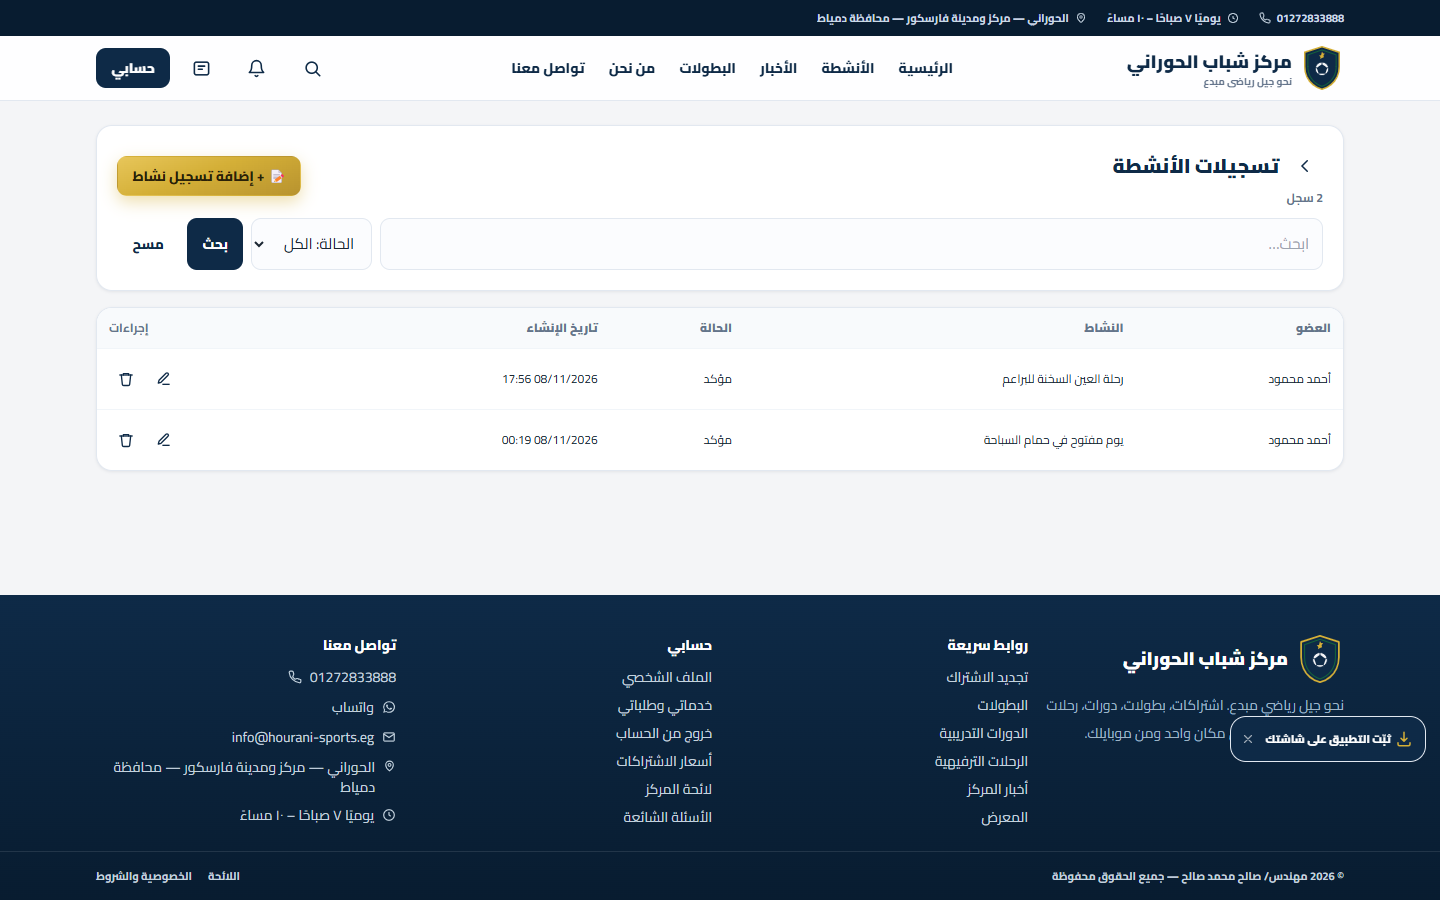 01272833888 يوميًا ٧ صباحًا – ١٠ مساءً الحوراني — مركز ومدينة فارسكور — محافظة دمياط
مركز شباب الحوراني
نحو جيل رياضي مبدع
الرئيسية الأنشطة الأخبار البطولات من نحن تواصل معنا
حسابي
تسجيلات الأنشطة
2 سجل
+ إضافة تسجيل نشاط
ابحث...
الحالة: الكل
بحث
مسح
العضو النشاط الحالة تاريخ الإنشاء إجراءات
أحمد محمود رحلة العين السخنة للبراعم مؤكد 08/11/2026 17:56
أحمد محمود يوم مفتوح في حمام السباحة مؤكد 08/11/2026 00:19
مركز شباب الحوراني
نحو جيل رياضي مبدع. اشتراكات، بطولات، دورات، رحلات
مكان واحد ومن موبايلك.
ثبّت التطبيق على شاشتك
روابط سريعة
تجديد الاشتراك
البطولات
الدورات التدريبية
الرحلات الترفيهية
أخبار المركز
المعرض
حسابي
الملف الشخصي
خدماتي وطلباتي
خروج من الحساب
أسعار الاشتراكات
لائحة المركز
الأسئلة الشائعة
تواصل معنا
01272833888
واتساب
info@hourani-sports.eg
الحوراني — مركز ومدينة فارسكور — محافظة
دمياط
يوميًا ٧ صباحًا – ١٠ مساءً
© 2026 مهندس/ صالح محمد صالح — جميع الحقوق محفوظة
اللائحة الخصوصية والشروط